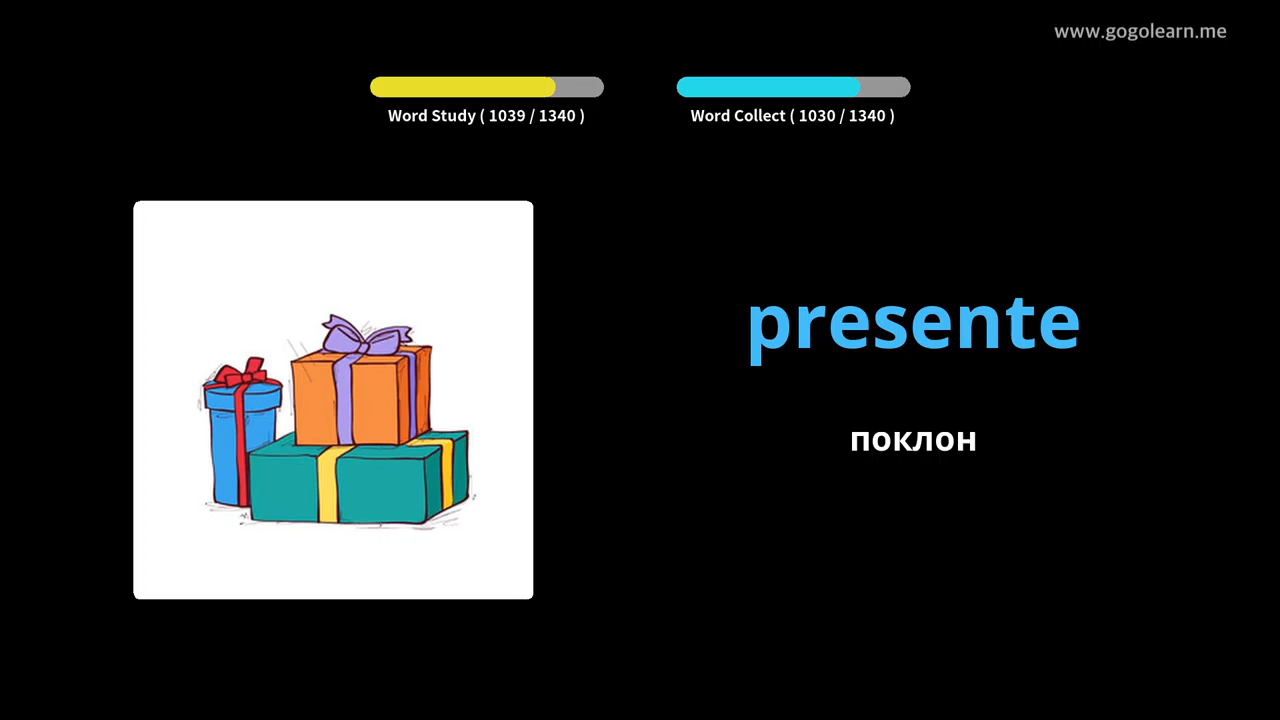 www.gogolearn.me
Word Study ( 1039 / 1340 )
Word Collect ( 1030 / 1340 )
presente
поклон